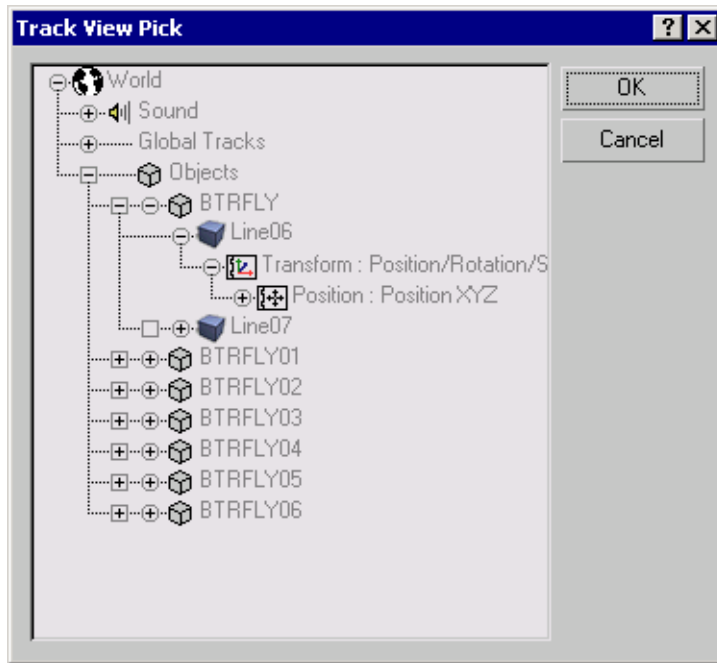 Track View Pick
World
OK
Sound
Cancel
Global Tracks
Objects
BTRFLY
Line06
Transform : Position/Rotation/S
Position : Position XYZ
Line07
BTRFLY01
BTRFLY02
BTRFLY03
BTRFLY04
BTRFLY05
BTRFLY06